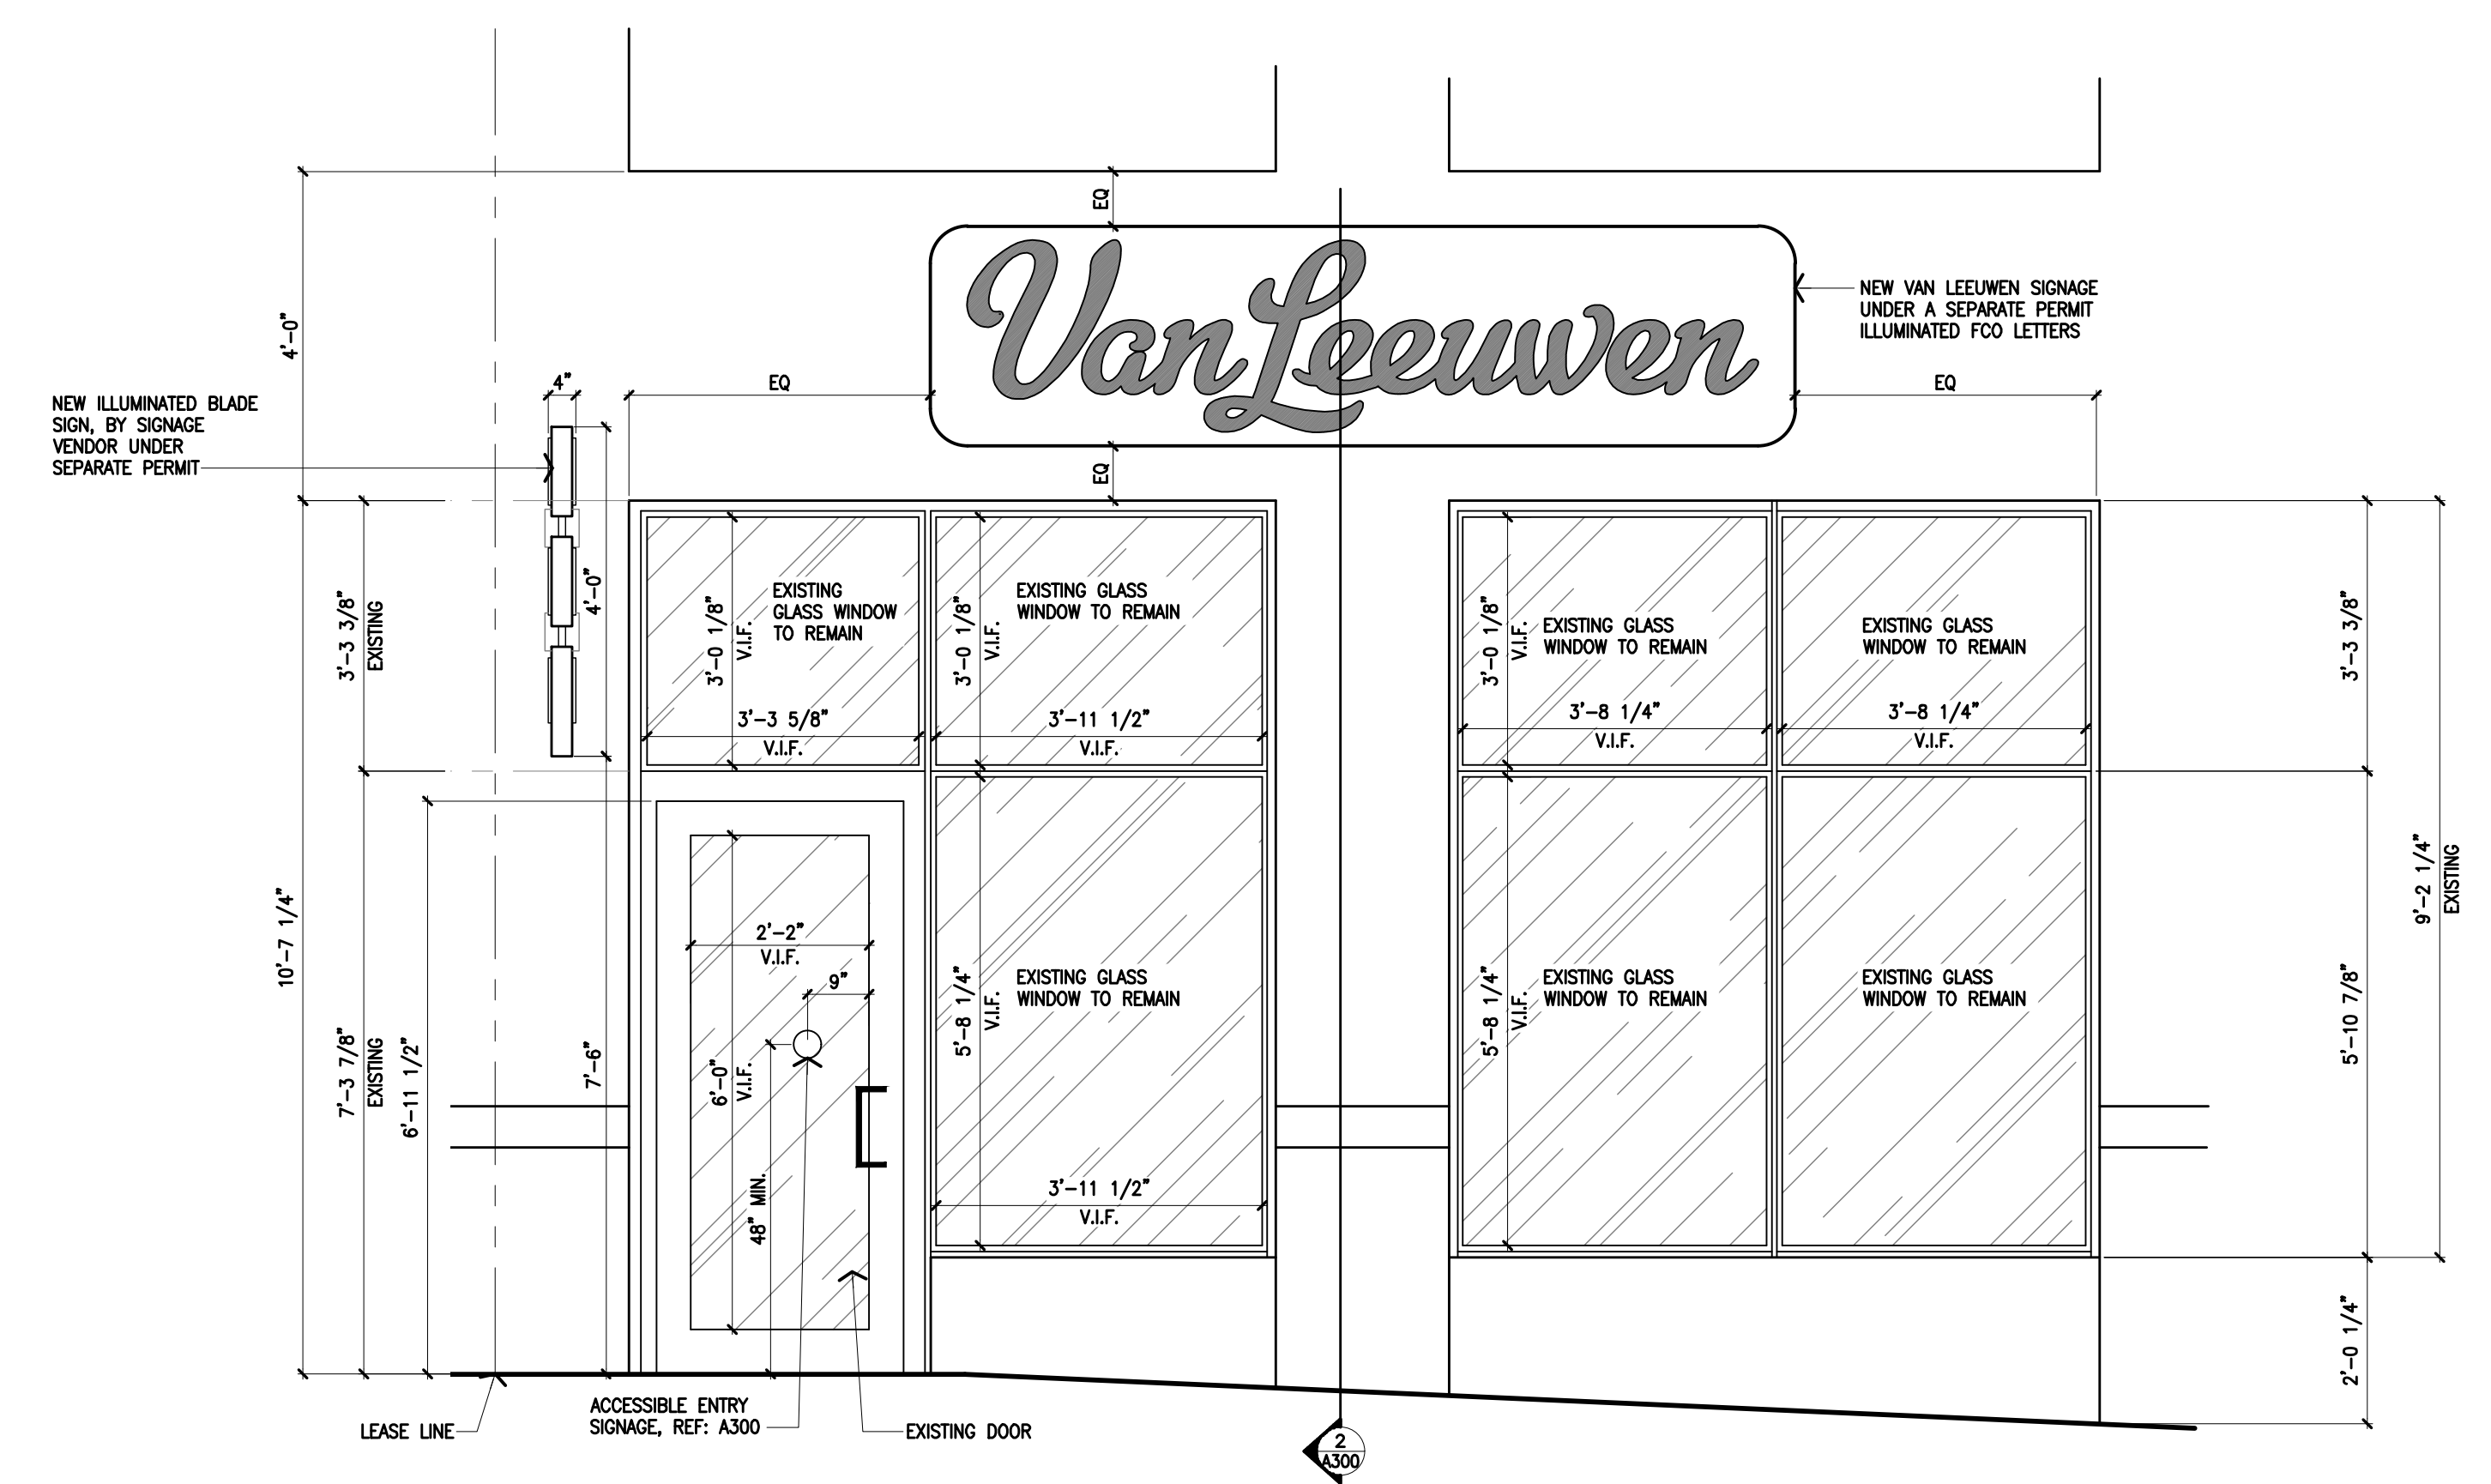 EQ
Van Leeuwen
NEW VAN LEEUWEN SIGNAGE
UNDER A SEPARATE PERMIT
ILLUMINATED FCO LETTERS
4'-0"
4"
EQ
EQ
NEW ILLUMINATED BLADE
SIGN, BY SIGNAGE
VENDOR UNDER
SEPARATE PERMIT
EQ
3'-3 3/8"
EXISTING
4'-0"
3'-0 1/8"
V.I.F.
EXISTING
GLASS WINDOW
TO REMAIN
3'-3 5/8"
V.I.F.
3'-0 1/8"
V.I.F.
EXISTING GLASS
WINDOW TO REMAIN
3'-11 1/2"
V.I.F.
3'-0 1/8"
V.I.F.
EXISTING GLASS
WINDOW TO REMAIN
3'-8 1/4"
V.I.F.
EXISTING GLASS
WINDOW TO REMAIN
3'-8 1/4"
V.I.F.
3'-3 3/8"
10'-7 1/4"
7'-3 7/8"
EXISTING
6'-11 1/2"
7'-6"
2'-2"
V.I.F.
9"
6'-0"
V.I.F.
48" MIN.
5'-8 1/4"
V.I.F.
EXISTING GLASS
WINDOW TO REMAIN
3'-11 1/2"
V.I.F.
5'-8 1/4"
V.I.F.
EXISTING GLASS
WINDOW TO REMAIN
EXISTING GLASS
WINDOW TO REMAIN
5'-10 7/8"
9'-2 1/4"
EXISTING
2'-0 1/4"
LEASE LINE
ACCESSIBLE ENTRY
SIGNAGE, REF: A300
EXISTING DOOR
2
A300